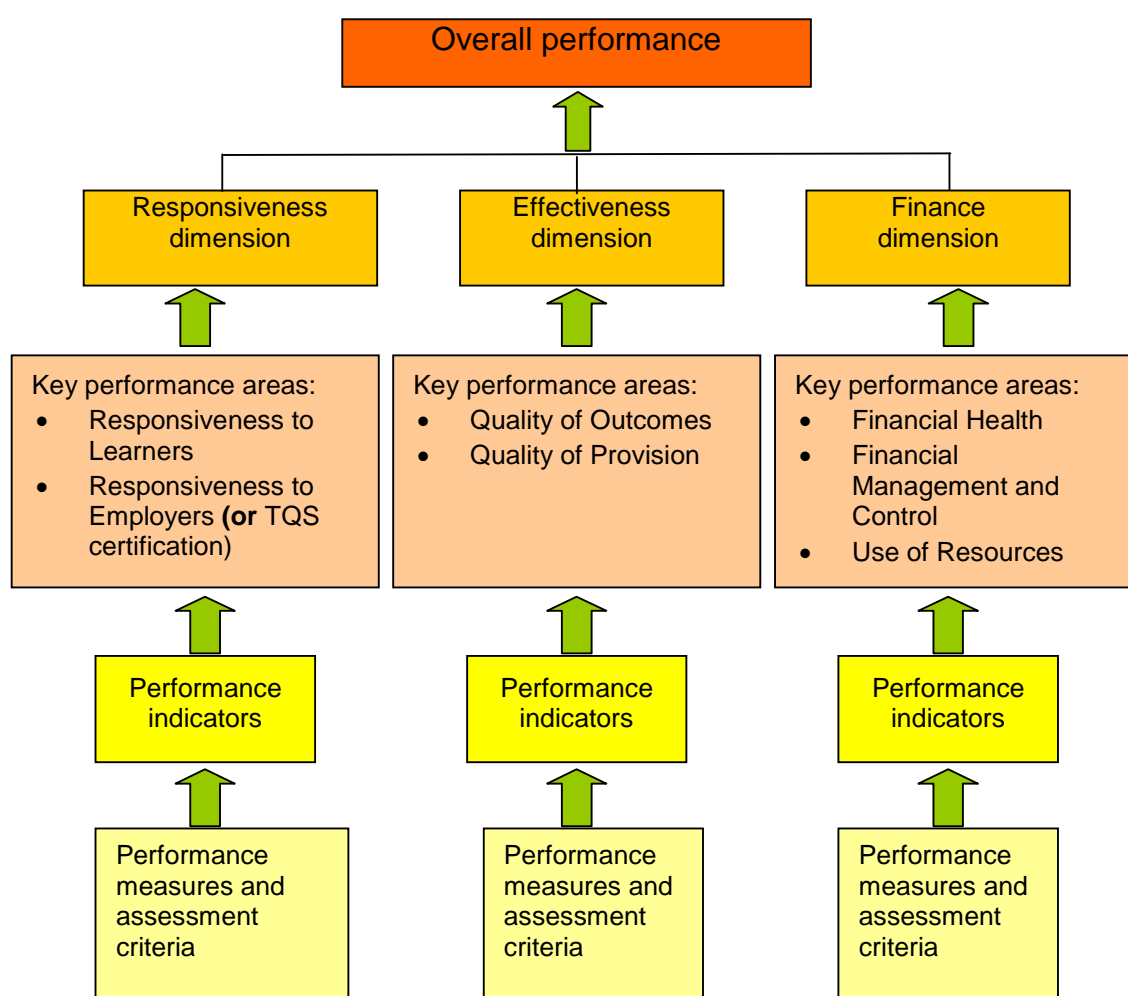 Overall performance
Responsiveness
dimension
Effectiveness
dimension
Finance
dimension
Key performance areas:
• Responsiveness to
Learners
• Responsiveness to
Employers (or TQS
certification)
Key performance areas:
• Quality of Outcomes
• Quality of Provision
Key performance areas:
• Financial Health
• Financial
Management and
Control
• Use of Resources
Performance
indicators
Performance
indicators
Performance
indicators
Performance
measures and
assessment
criteria
Performance
measures and
assessment
criteria
Performance
measures and
assessment
criteria